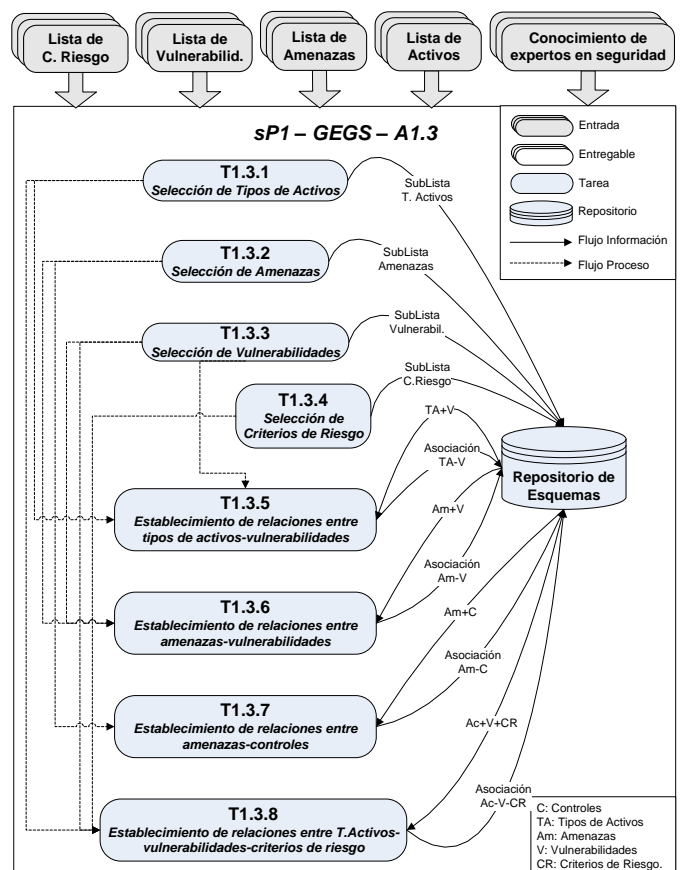 Lista de
C. Riesgo
Lista de
Vulnerabilid.
Lista de
Amenazas
Lista de
Activos
Conocimiento de
expertos en seguridad
sP1 – GEGS – A1.3
Entrada
Entregable
Tarea
Repositorio
Flujo Información
Flujo Proceso
T1.3.1
Selección de Tipos de Activos
SubLista
T. Activos
T1.3.2
Selección de Amenazas
SubLista
Amenazas
T1.3.3
Selección de Vulnerabilidades
SubLista
Vulnerabil.
T1.3.4
Selección de
Criterios de Riesgo
SubLista
C.Riesgo
TA+V
Asociación
TA-V
Repositorio de
Esquemas
T1.3.5
Establecimiento de relaciones entre
tipos de activos-vulnerabilidades
Am+V
Asociación
Am-V
T1.3.6
Establecimiento de relaciones entre
amenazas-vulnerabilidades
Am+C
Asociación
Am-C
T1.3.7
Establecimiento de relaciones entre
amenazas-controles
Ac+V+CR
Asociación
Ac-V-CR
T1.3.8
Establecimiento de relaciones entre T.Activos-
vulnerabilidades-criterios de riesgo
C: Controles
TA: Tipos de Activos
Am: Amenazas
V: Vulnerabilidades
CR: Criterios de Riesgo.